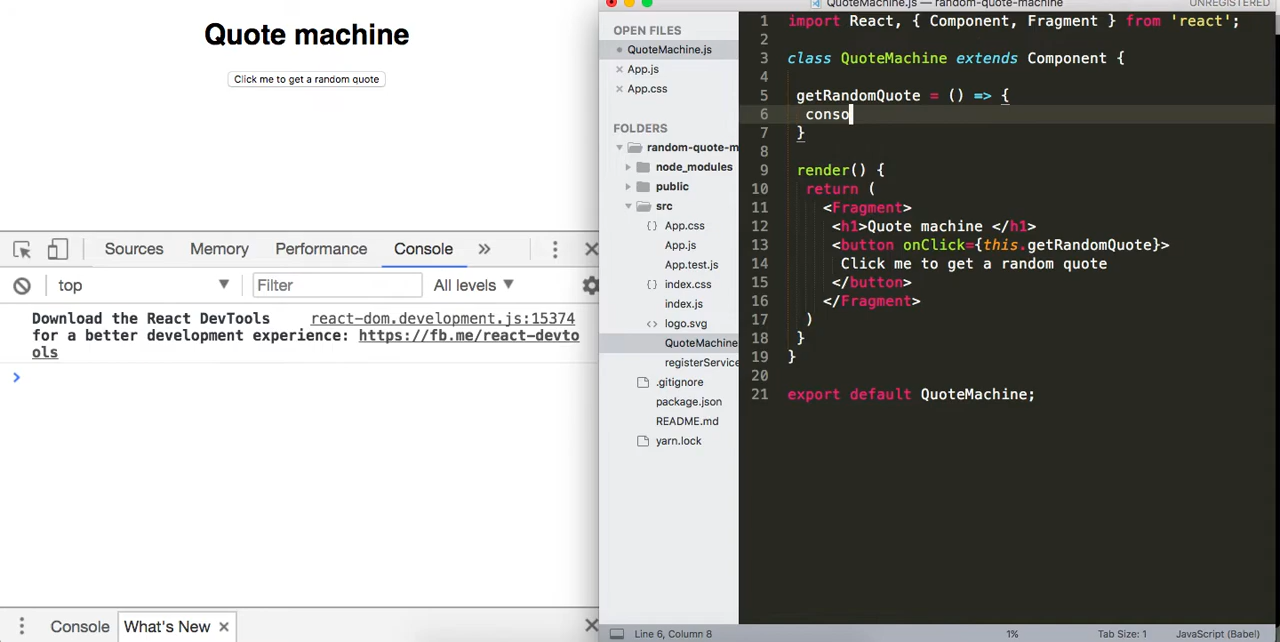 Quote machine
Click me to get a random quote
Sources Memory Performance Console »
top Filter All levels
Download the React DevTools react-dom.development.js:15374
for a better development experience: https://fb.me/react-devto
ols
Console What's New
QuoteMachine.js — random-quote-machine UNREGISTERED
OPEN FILES
QuoteMachine.js
App.js
App.css
FOLDERS
random-quote-m
node_modules
public
src
App.css
App.js
App.test.js
index.css
index.js
logo.svg
QuoteMachine
registerService
.gitignore
package.json
README.md
yarn.lock
1 import React, { Component, Fragment } from 'react';
2
3 class QuoteMachine extends Component {
4
5 getRandomQuote = () => {
6 conso
7 }
8
9 render() {
10 return (
11 <Fragment>
12 <h1>Quote machine </h1>
13 <button onClick={this.getRandomQuote}>
14 Click me to get a random quote
15 </button>
16 </Fragment>
17 )
18 }
19 }
20
21 export default QuoteMachine;
Line 6, Column 8 1% Tab Size: 1 JavaScript (Babel)